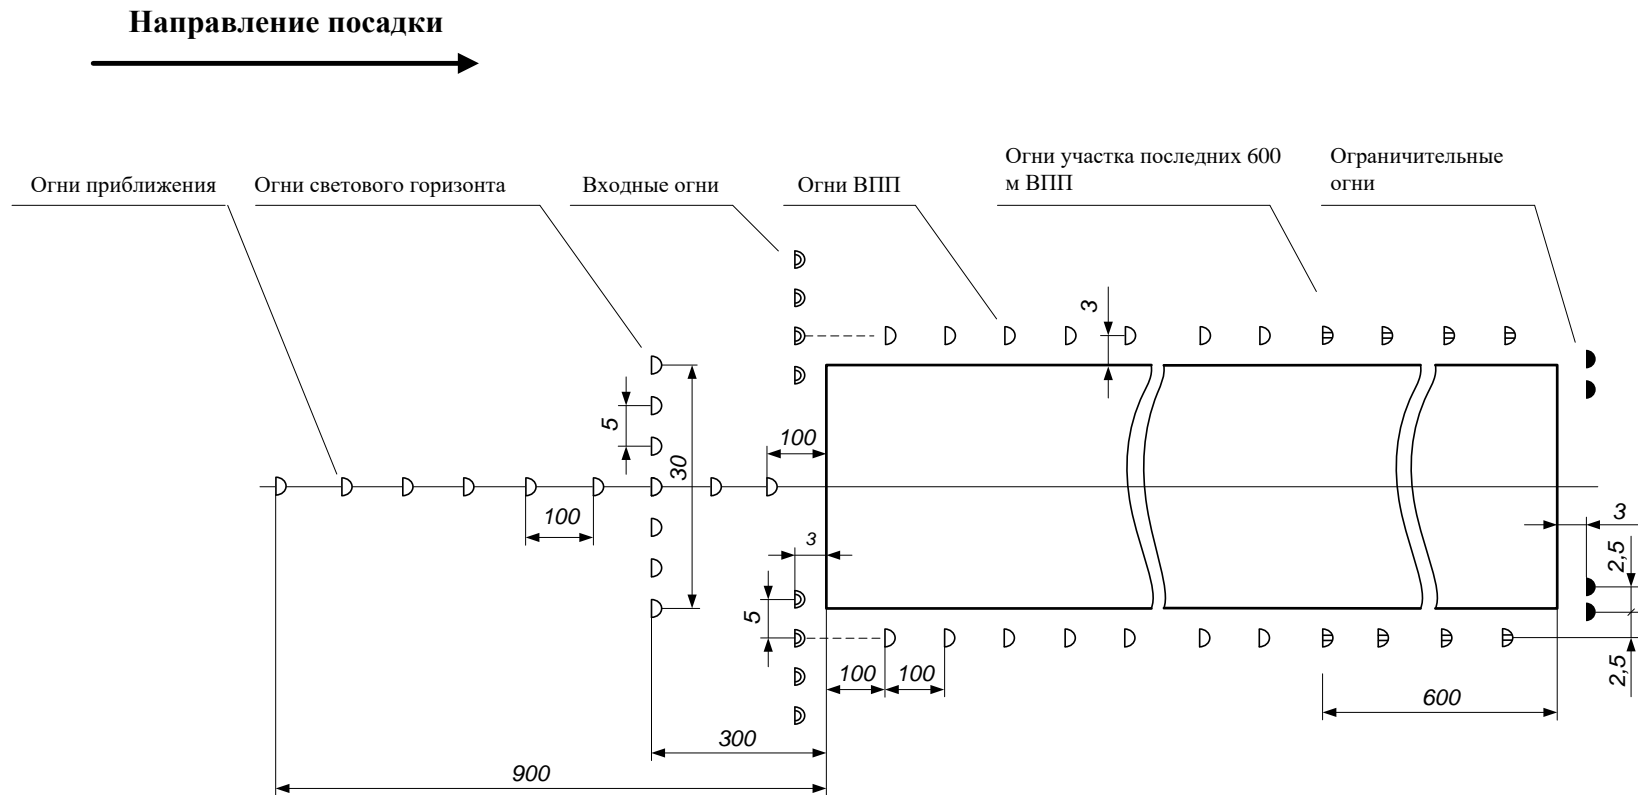 Направление посадки
Огни приближения
Огни светового горизонта
Входные огни
Огни ВПП
Огни участка последних 600
м ВПП
Ограничительные
огни
3
5
30
100
100
3
5
3
2,5
2,5
100
100
600
300
900